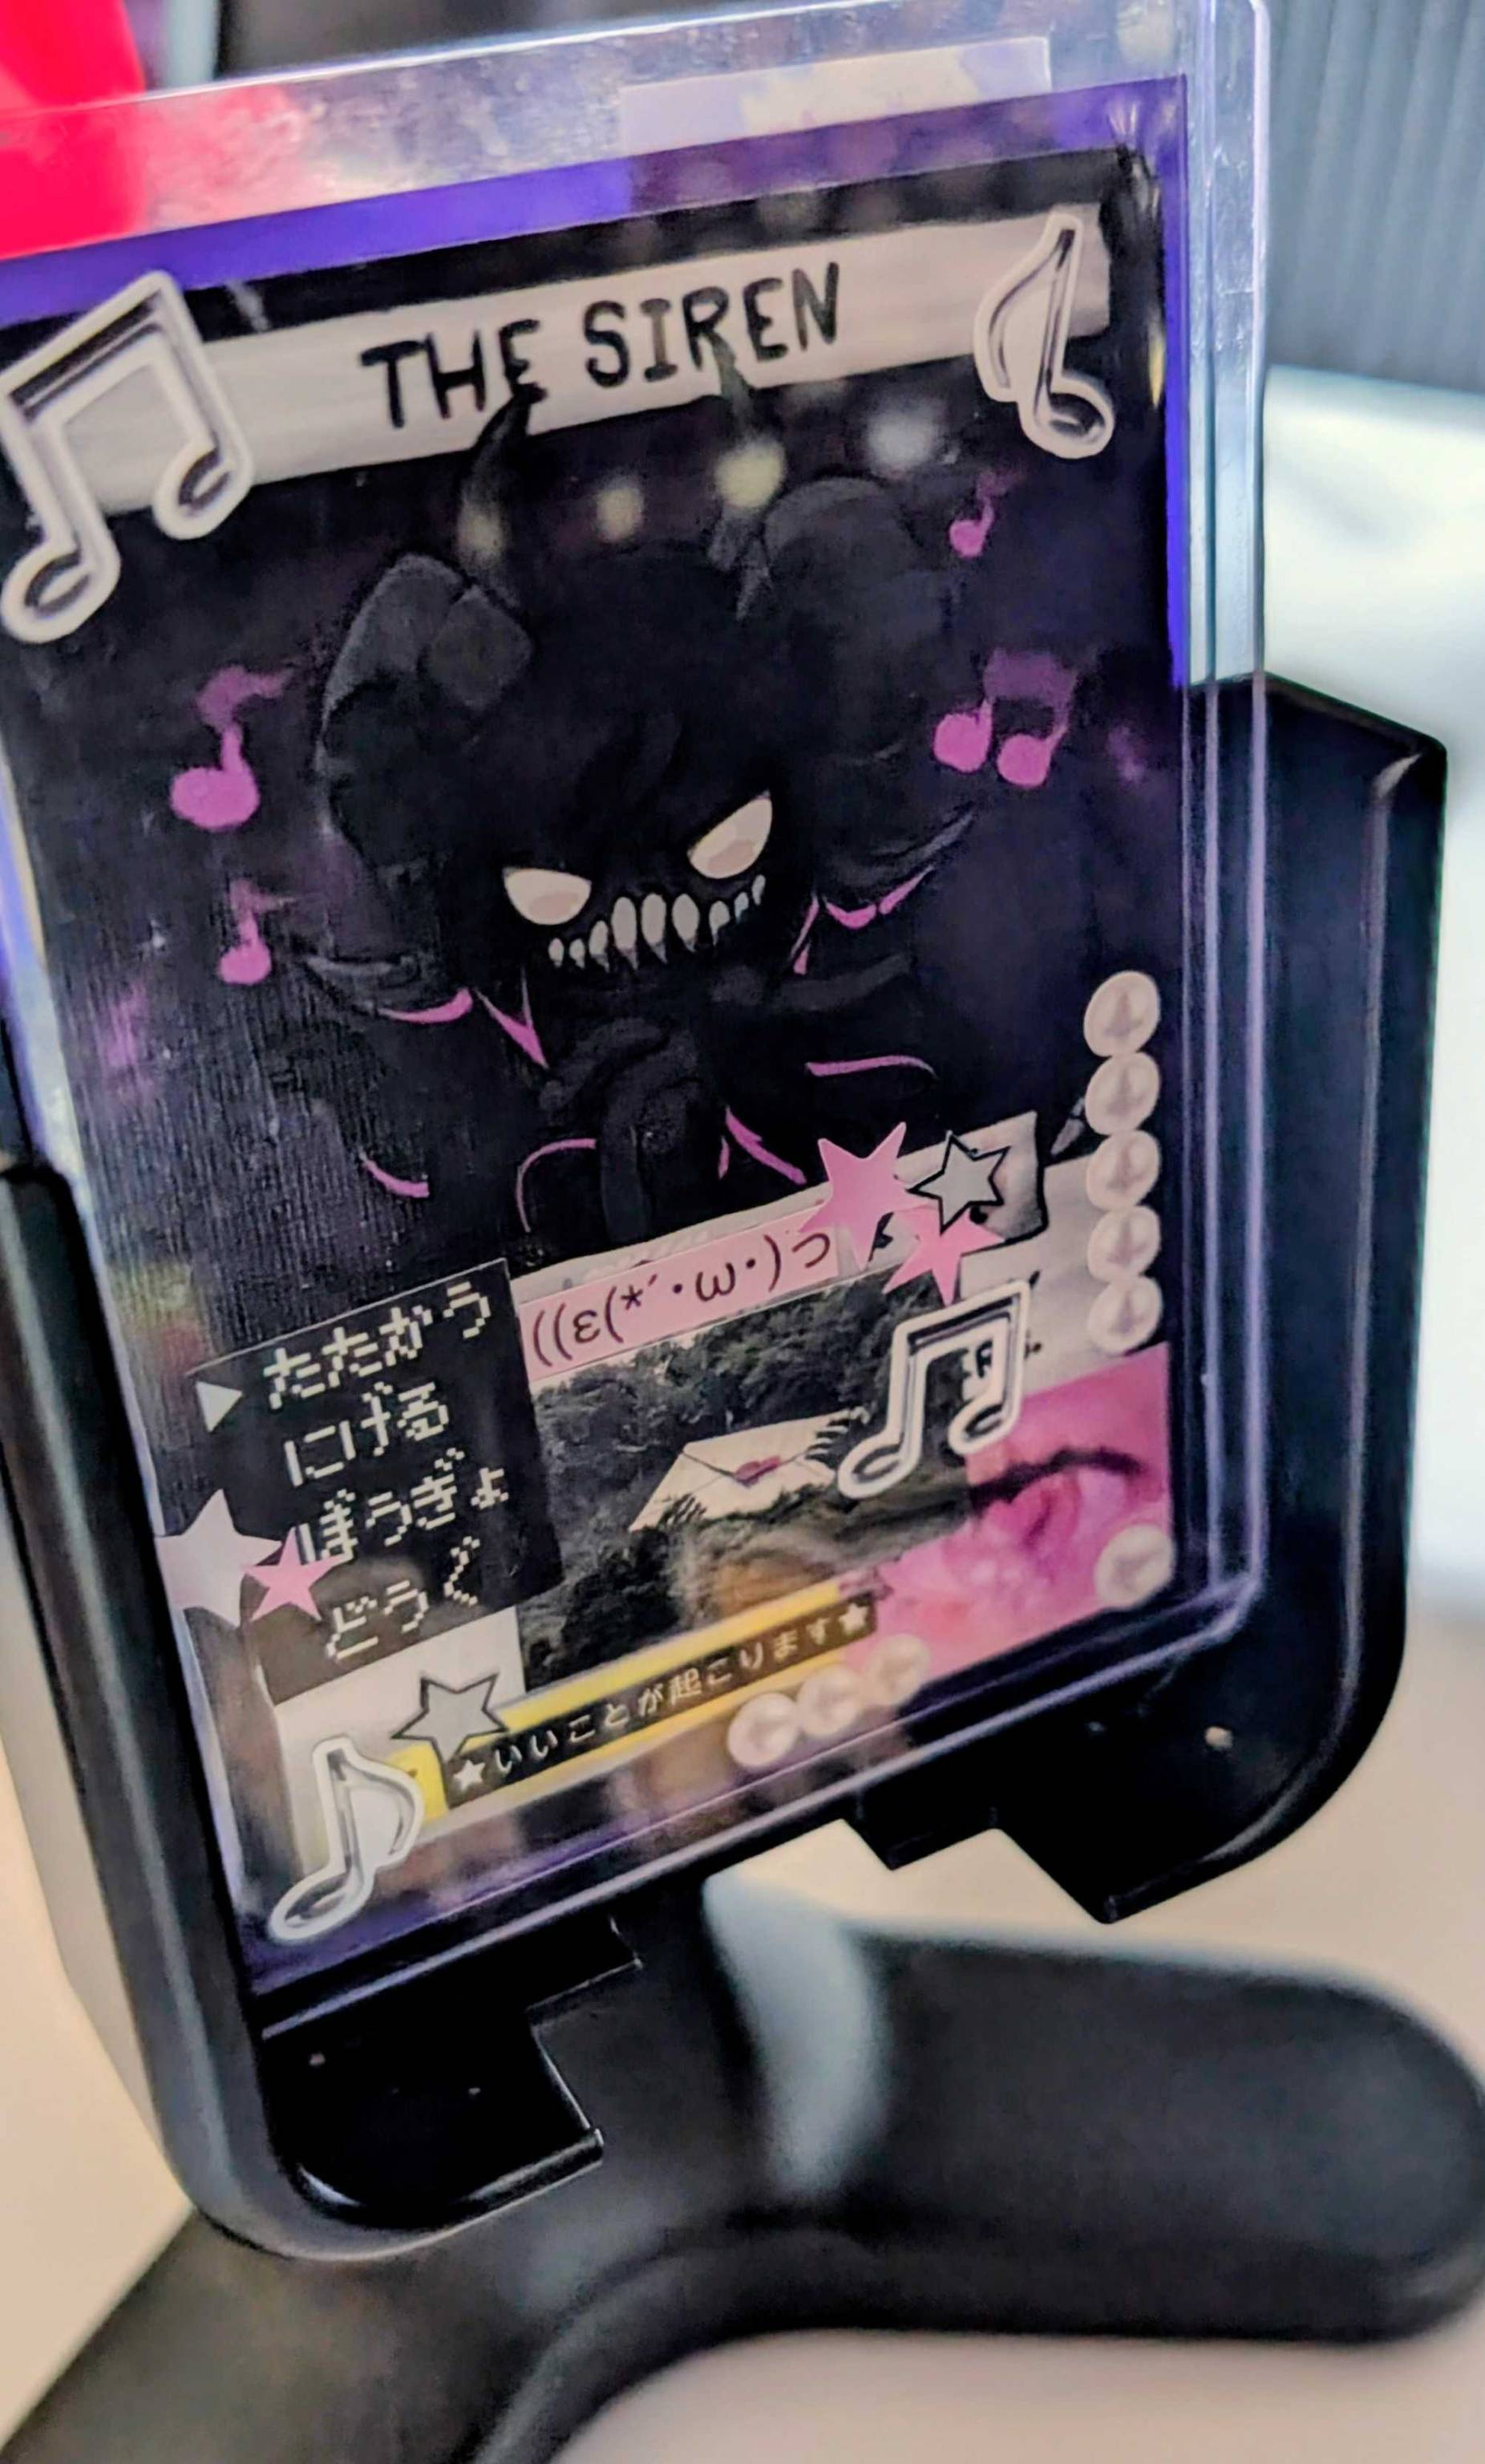 THE SIREN
c(・ω・´*)3))
▶ たたかう
にげる
ぼうぎょ
どうぐ
★いいことが起こります★